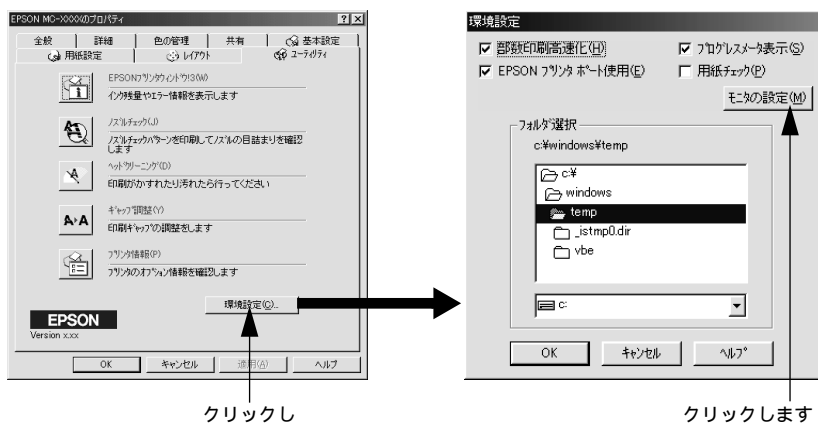 EPSON MC-XXXXのプロパティ
全般 詳細 色の管理 共有 基本設定
用紙設定 レイアウト ユーティリティ
EPSONプリンタウィンドウ!3(W)
インク残量やエラー情報を表示します
ノズルチェック(J)
ノズルチェックパターンを印刷してノズルの目詰まりを確認
します
ヘッドクリーニング(D)
印刷がかすれたり汚れたら行ってください
ギャップ調整(Y)
印刷ギャップの調整をします
プリンタ情報(P)
プリンタのオプション情報を確認します
環境設定(C)...
EPSON
Version x.xx
OK キャンセル 適用(A) ヘルプ
クリックし
環境設定
部数印刷高速化(H) プログレスメータ表示(S)
EPSON プリンタ ポート使用(E) 用紙チェック(P)
モニタの設定(M)
フォルダ選択
c:¥windows¥temp
c:¥
windows
temp
_istmp0.dir
vbe
c:
OK キャンセル ヘルプ
クリックします